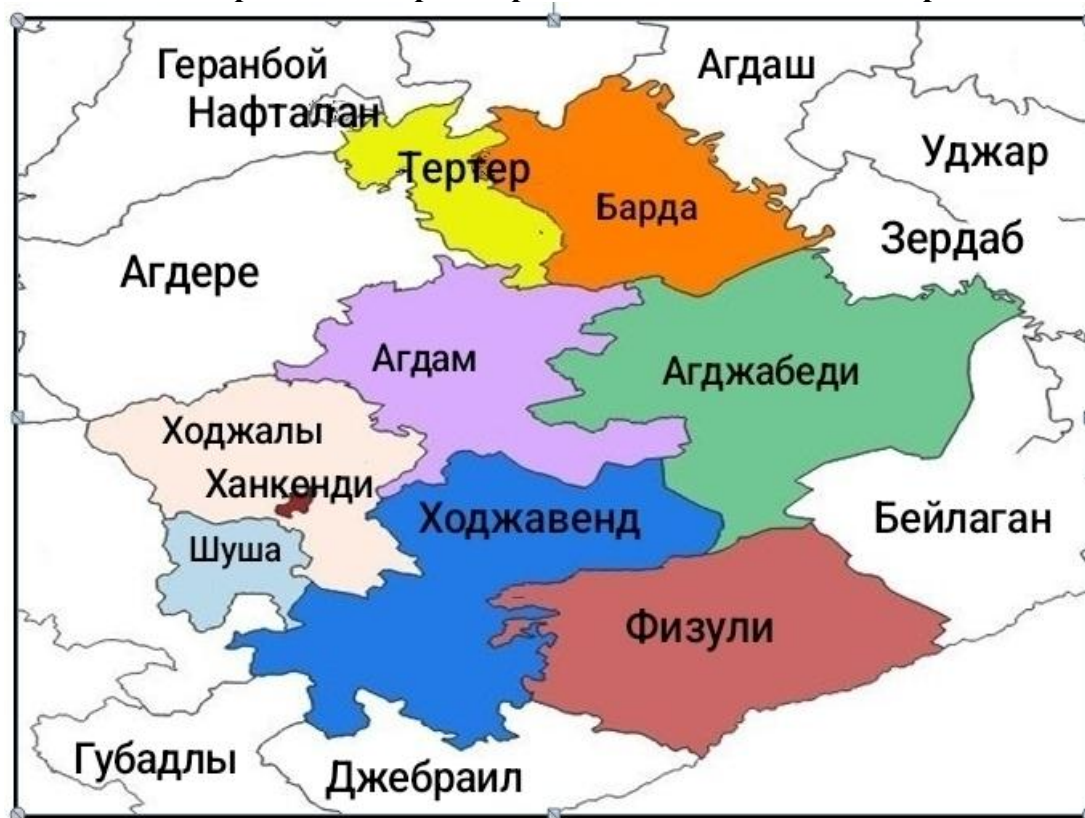 Геранбой
Агдаш
Нафталан
Уджар
Тертер
Барда
Зердаб
Агдере
Агдам
Агджабеди
Ходжалы
Ханкенди
Ходжавенд
Бейлаган
Шуша
Физули
Губадлы
Джебраил